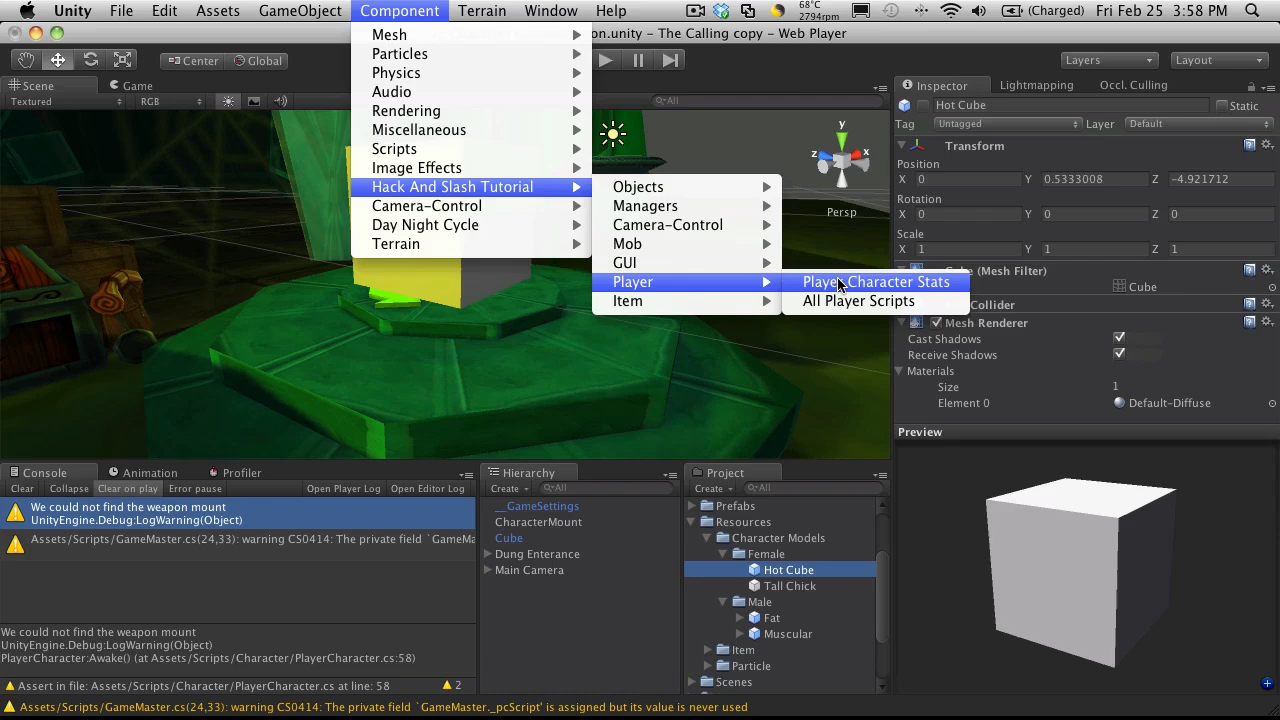 Unity File Edit Assets GameObject Component Terrain Window Help 68°C 2794rpm (Charged) Fri Feb 25 3:58 PM
on.unity - The Calling copy - Web Player
Center Global Layers Layout
Scene Game
Textured RGB All
Mesh
Particles
Physics
Audio
Rendering
Miscellaneous
Scripts
Image Effects
Hack And Slash Tutorial
Camera-Control
Day Night Cycle
Terrain
Objects
Managers
Camera-Control
Mob
GUI
Player
Item
Player Character Stats
All Player Scripts
y
z x
Persp
Inspector Lightmapping Occl. Culling
Hot Cube Static
Tag Untagged Layer Default
Transform
Position
X 0 Y 0.5333008 Z -4.921712
Rotation
X 0 Y 0 Z 0
Scale
X 1 Y 1 Z 1
Cube (Mesh Filter)
Cube
Collider
Mesh Renderer
Cast Shadows
Receive Shadows
Materials
Size 1
Element 0 Default-Diffuse
Preview
Console Animation Profiler
Clear Collapse Clear on play Error pause Open Player Log Open Editor Log
We could not find the weapon mount
UnityEngine.Debug:LogWarning(Object)
Assets/Scripts/GameMaster.cs(24,33): warning CS0414: The private field `GameMa
We could not find the weapon mount
UnityEngine.Debug:LogWarning(Object)
PlayerCharacter:Awake() (at Assets/Scripts/Character/PlayerCharacter.cs:58)
Assert in file: Assets/Scripts/Character/PlayerCharacter.cs at line: 58 2
Hierarchy
Create All
__GameSettings
CharacterMount
Cube
Dung Enterance
Main Camera
Project
Create All
Prefabs
Resources
Character Models
Female
Hot Cube
Tall Chick
Male
Fat
Muscular
Item
Particle
Scenes
Assets/Scripts/GameMaster.cs(24,33): warning CS0414: The private field `GameMaster._pcScript' is assigned but its value is never used